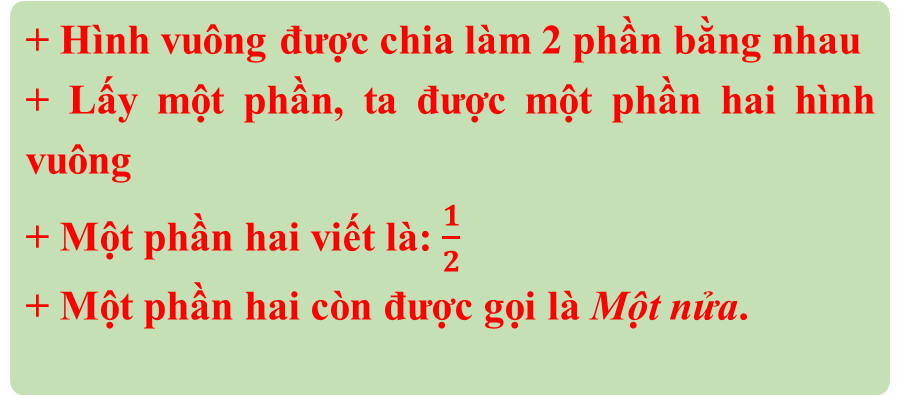 + Hình vuông được chia làm 2 phần bằng nhau
+ Lấy một phần, ta được một phần hai hình
vuông
+ Một phần hai viết là: 1/2
+ Một phần hai còn được gọi là Một nửa.